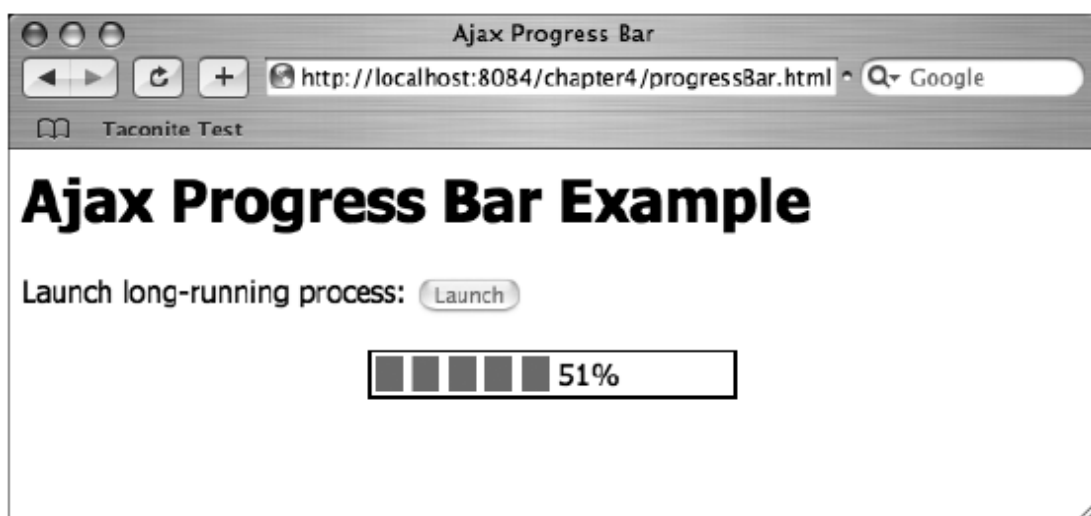 Ajax Progress Bar
http://localhost:8084/chapter4/progressBar.html Google
Taconite Test
Ajax Progress Bar Example
Launch long-running process: Launch
51%